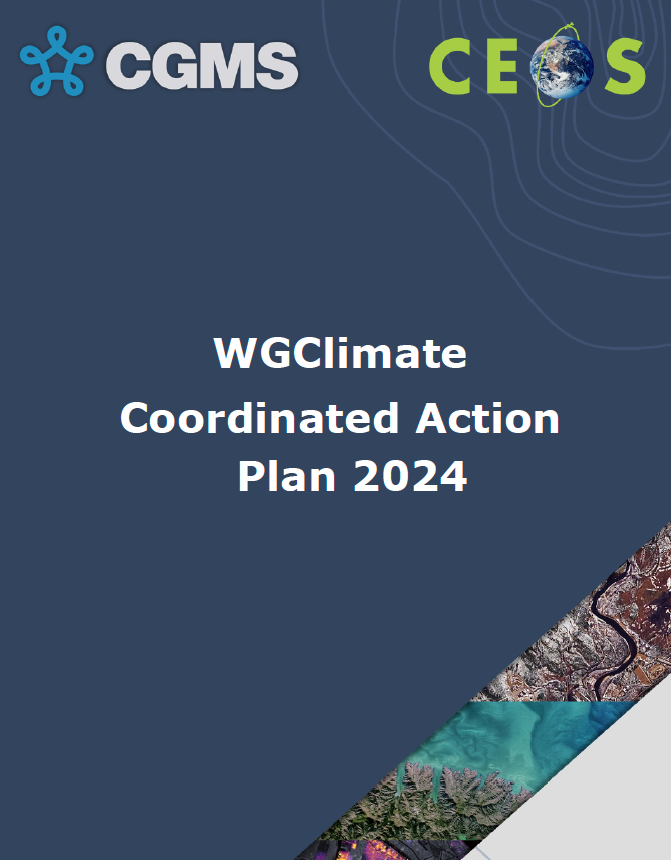 CGMS
CEOS
WGClimate
Coordinated Action
Plan 2024